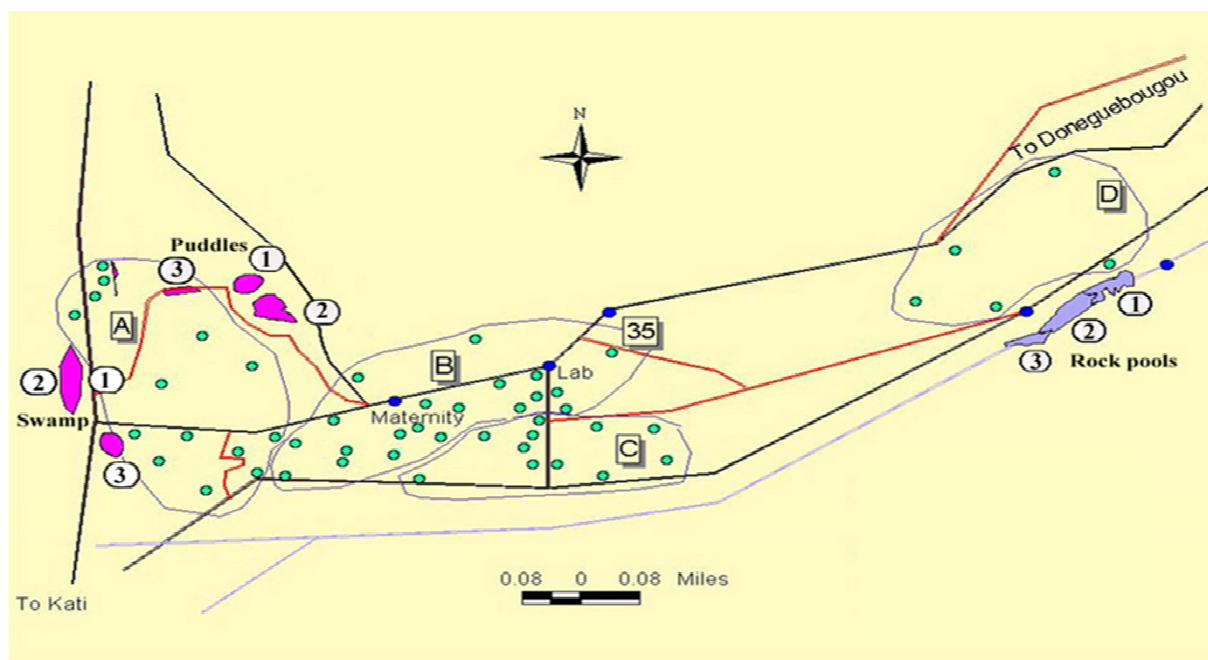 N
To Doneguebougou
D
Puddles
1
3
2
A
35
B
Lab
1
2
3
Rock pools
2
1
Swamp
Maternity
C
3
0.08 0 0.08 Miles
To Kati